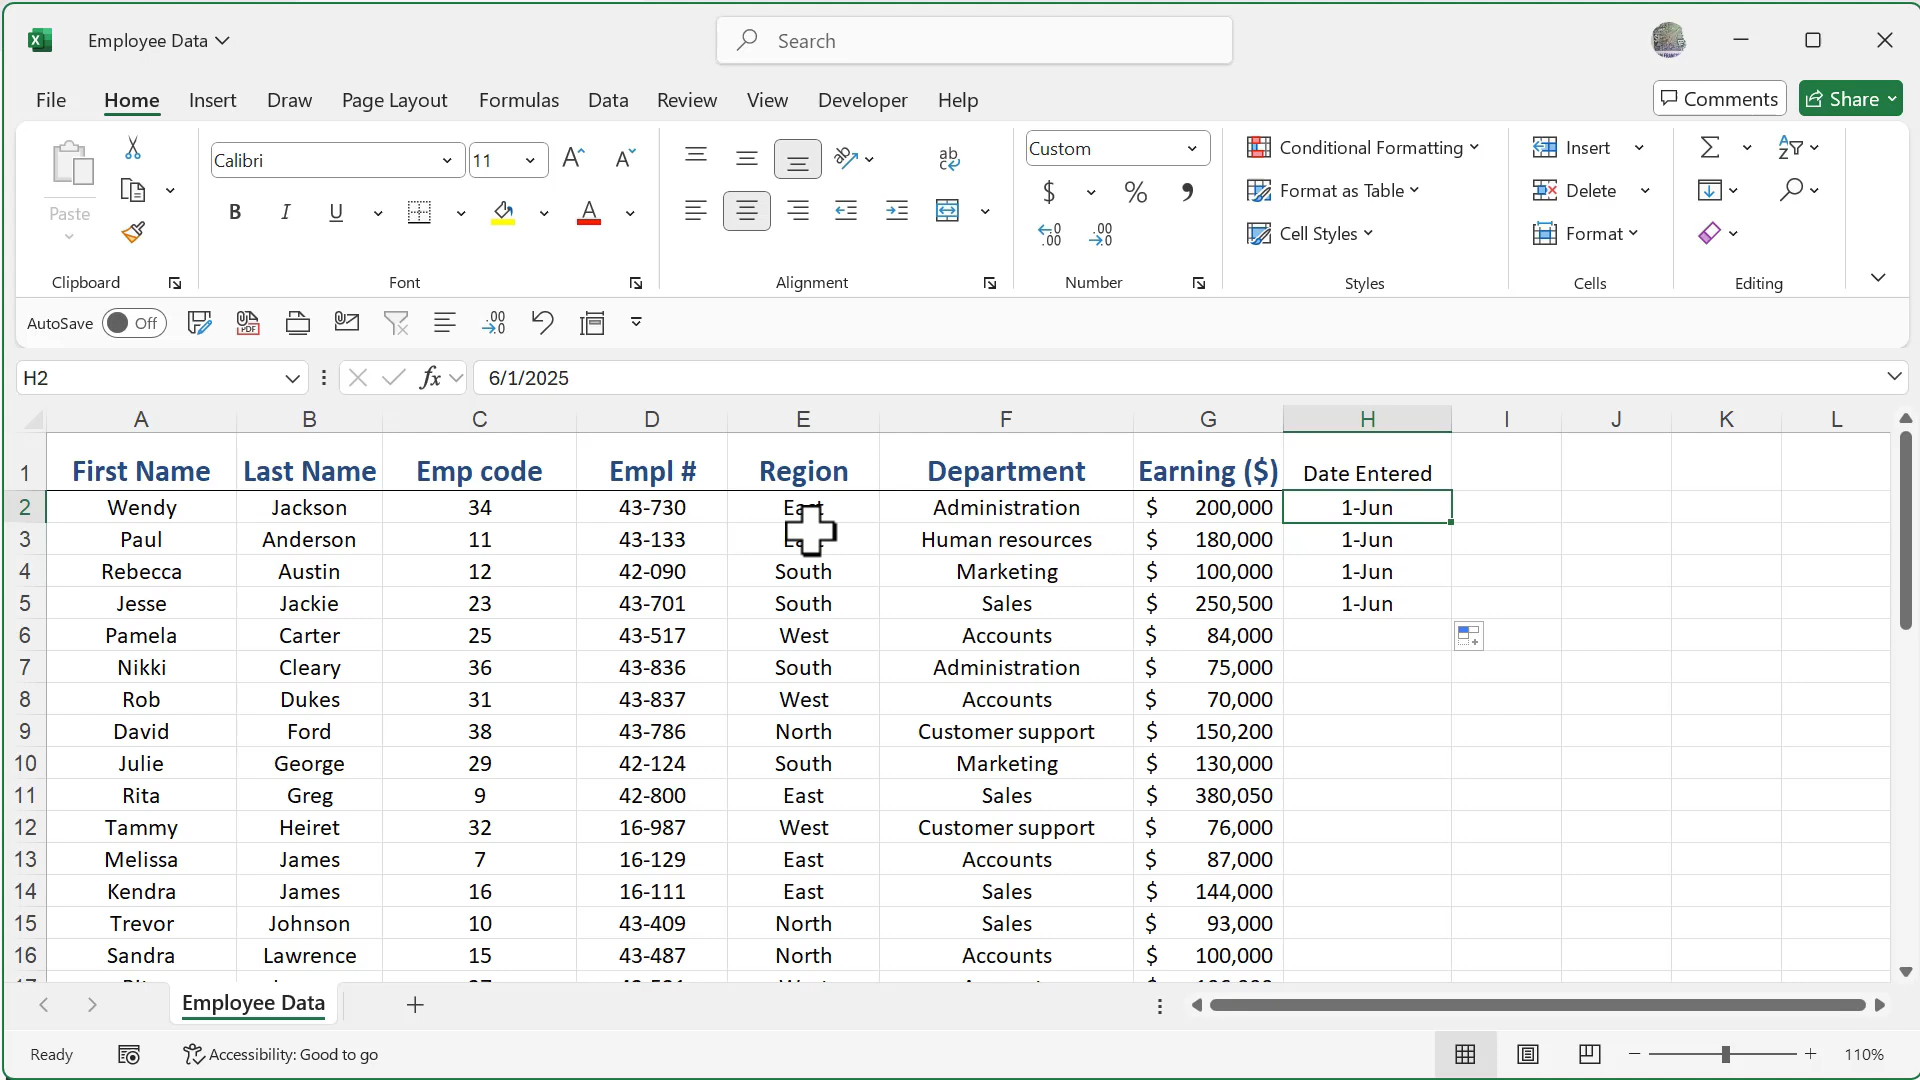 Employee Data
Search
File Home Insert Draw Page Layout Formulas Data Review View Developer Help Comments Share
Paste
Calibri 11
B I U A
ab
Custom
$ % ,
Conditional Formatting
Format as Table
Cell Styles
Insert
Delete
Format
Clipboard Font Alignment Number Styles Cells Editing
AutoSave Off
H2 fx 6/1/2025
A B C D E F G H I J K L
1 First Name Last Name Emp code Empl # Region Department Earning ($) Date Entered
2 Wendy Jackson 34 43-730 East Administration $ 200,000 1-Jun
3 Paul Anderson 11 43-133 East Human resources $ 180,000 1-Jun
4 Rebecca Austin 12 42-090 South Marketing $ 100,000 1-Jun
5 Jesse Jackie 23 43-701 South Sales $ 250,500 1-Jun
6 Pamela Carter 25 43-517 West Accounts $ 84,000
7 Nikki Cleary 36 43-836 South Administration $ 75,000
8 Rob Dukes 31 43-837 West Accounts $ 70,000
9 David Ford 38 43-786 North Customer support $ 150,200
10 Julie George 29 42-124 South Marketing $ 130,000
11 Rita Greg 9 42-800 East Sales $ 380,050
12 Tammy Heiret 32 16-987 West Customer support $ 76,000
13 Melissa James 7 16-129 East Accounts $ 87,000
14 Kendra James 16 16-111 East Sales $ 144,000
15 Trevor Johnson 10 43-409 North Sales $ 93,000
16 Sandra Lawrence 15 43-487 North Accounts $ 100,000
Employee Data
Ready Accessibility: Good to go 110%